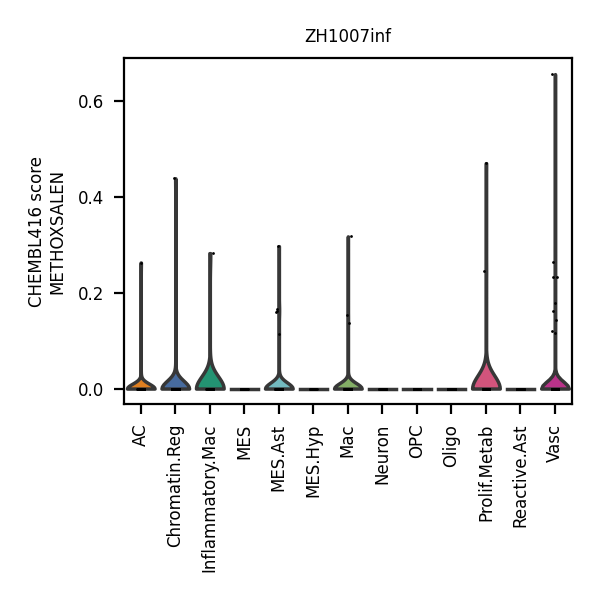 ZH1007inf
CHEMBL416 score
METHOXSALEN
0.6
0.4
0.2
0.0
AC
Chromatin.Reg
Inflammatory.Mac
MES
MES.Ast
MES.Hyp
Mac
Neuron
OPC
Oligo
Prolif.Metab
Reactive.Ast
Vasc